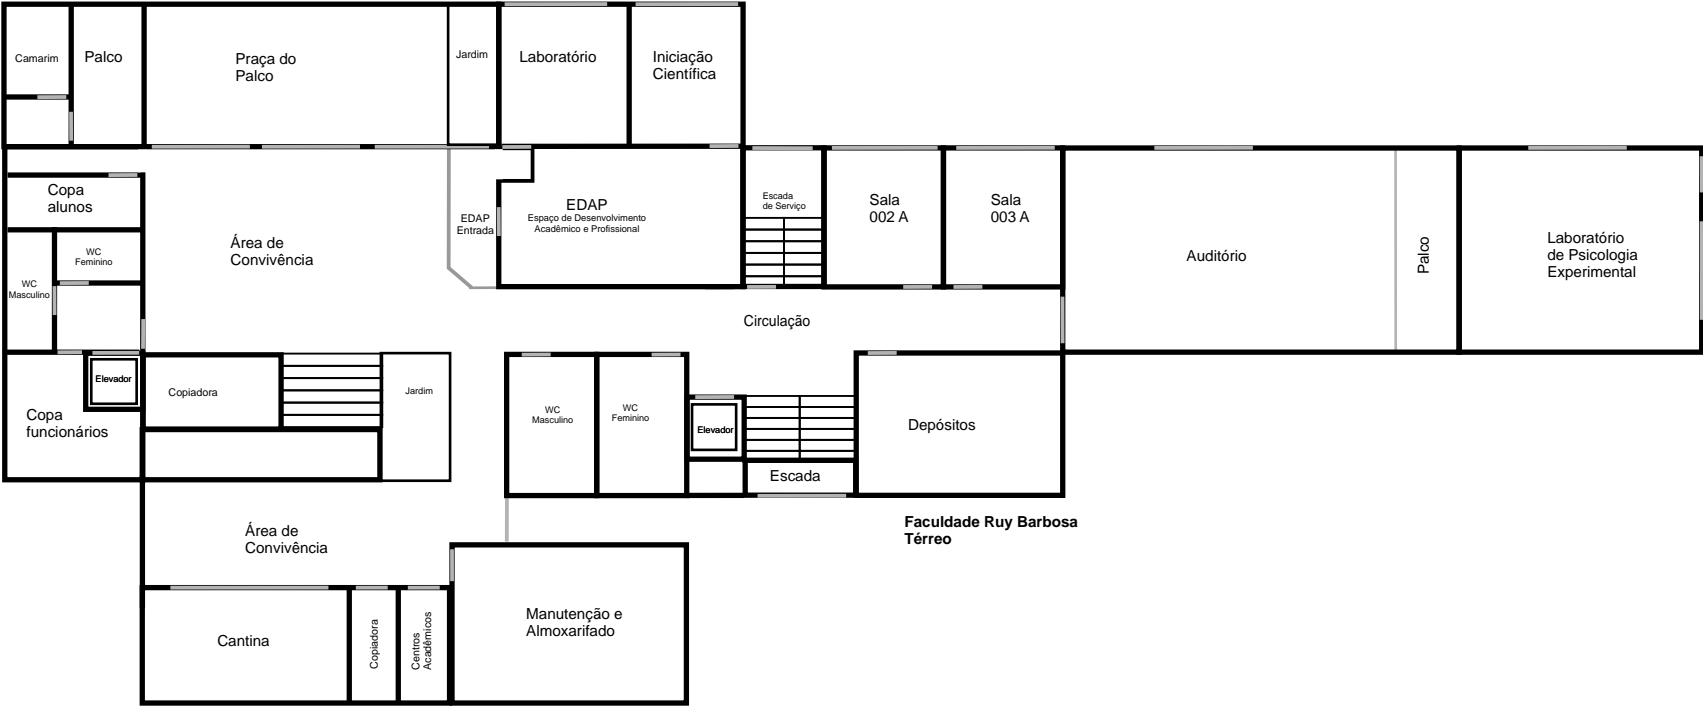 Camarim
Palco
Praça do
Palco
Jardim
Laboratório
Iniciação
Científica
Copa
alunos
WC
Feminino
WC
Masculino
Área de
Convivência
EDAP
Entrada
EDAP
Espaço de Desenvolvimento
Acadêmico e Profissional
Escada
de Serviço
Sala
002 A
Sala
003 A
Auditório
Palco
Laboratório
de Psicologia
Experimental
Circulação
Elevador
Copa
funcionários
Copiadora
Jardim
WC
Masculino
WC
Feminino
Elevador
Escada
Depósitos
Faculdade Ruy Barbosa
Térreo
Área de
Convivência
Cantina
Copiadora
Centros
Acadêmicos
Manutenção e
Almoxarifado